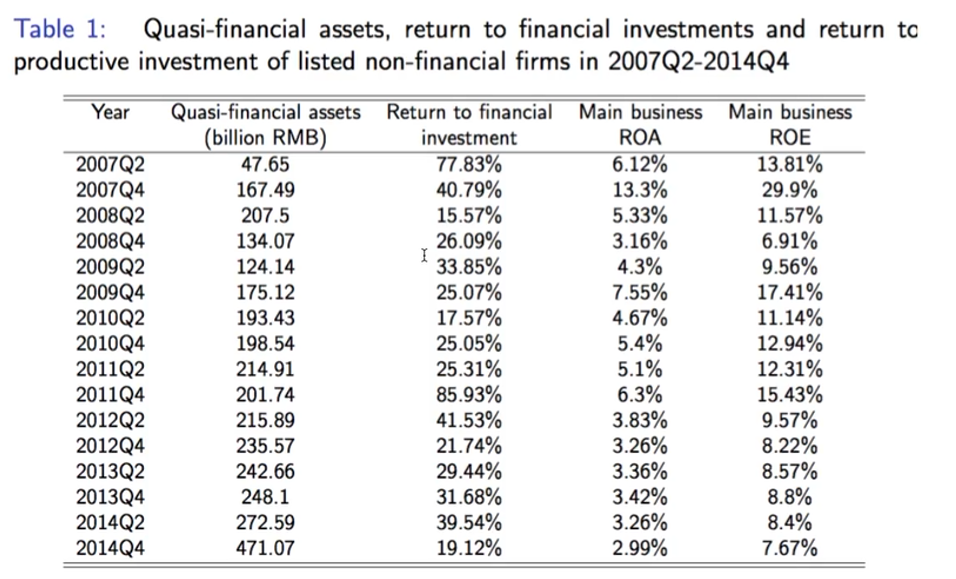 Table 1: Quasi-financial assets, return to financial investments and return to
productive investment of listed non-financial firms in 2007Q2-2014Q4
Year Quasi-financial assets Return to financial Main business Main business
(billion RMB) investment ROA ROE
2007Q2 47.65 77.83% 6.12% 13.81%
2007Q4 167.49 40.79% 13.3% 29.9%
2008Q2 207.5 15.57% 5.33% 11.57%
2008Q4 134.07 26.09% 3.16% 6.91%
2009Q2 124.14 33.85% 4.3% 9.56%
2009Q4 175.12 25.07% 7.55% 17.41%
2010Q2 193.43 17.57% 4.67% 11.14%
2010Q4 198.54 25.05% 5.4% 12.94%
2011Q2 214.91 25.31% 5.1% 12.31%
2011Q4 201.74 85.93% 6.3% 15.43%
2012Q2 215.89 41.53% 3.83% 9.57%
2012Q4 235.57 21.74% 3.26% 8.22%
2013Q2 242.66 29.44% 3.36% 8.57%
2013Q4 248.1 31.68% 3.42% 8.8%
2014Q2 272.59 39.54% 3.26% 8.4%
2014Q4 471.07 19.12% 2.99% 7.67%